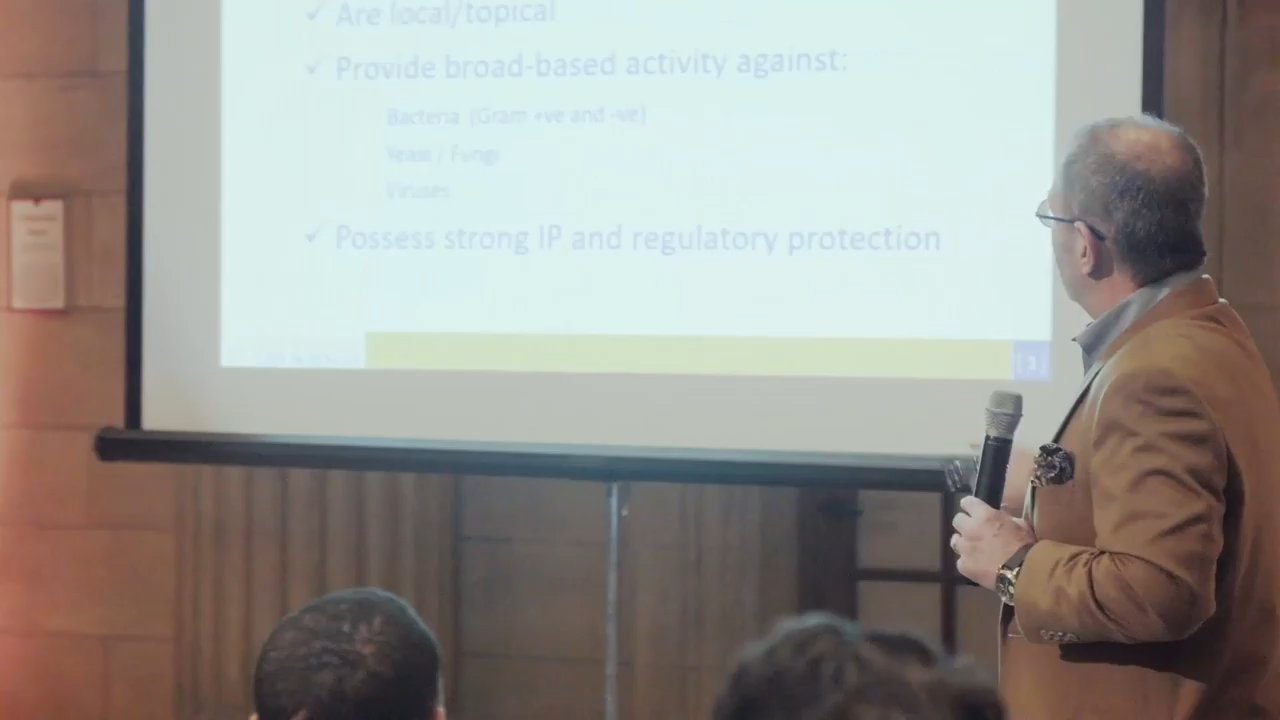 ✓ Are local/topical
✓ Provide broad-based activity against:
Bacteria (Gram +ve and -ve)
Yeast / Fungi
Viruses
✓ Possess strong IP and regulatory protection